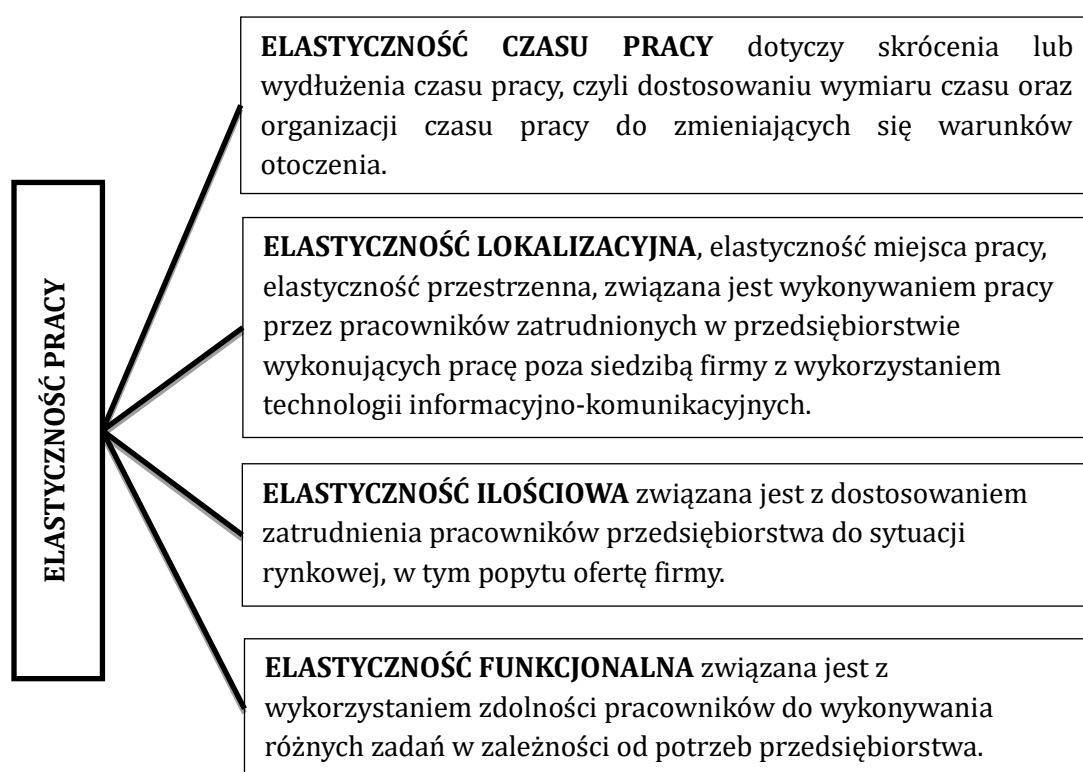 ELASTYCZNOŚĆ PRACY
ELASTYCZNOŚĆ CZASU PRACY dotyczy skrócenia lub
wydłużenia czasu pracy, czyli dostosowaniu wymiaru czasu oraz
organizacji czasu pracy do zmieniających się warunków
otoczenia.
ELASTYCZNOŚĆ LOKALIZACYJNA, elastyczność miejsca pracy,
elastyczność przestrzenna, związana jest wykonywaniem pracy
przez pracowników zatrudnionych w przedsiębiorstwie
wykonujących pracę poza siedzibą firmy z wykorzystaniem
technologii informacyjno-komunikacyjnych.
ELASTYCZNOŚĆ ILOŚCIOWA związana jest z dostosowaniem
zatrudnienia pracowników przedsiębiorstwa do sytuacji
rynkowej, w tym popytu ofertę firmy.
ELASTYCZNOŚĆ FUNKCJONALNA związana jest z
wykorzystaniem zdolności pracowników do wykonywania
różnych zadań w zależności od potrzeb przedsiębiorstwa.